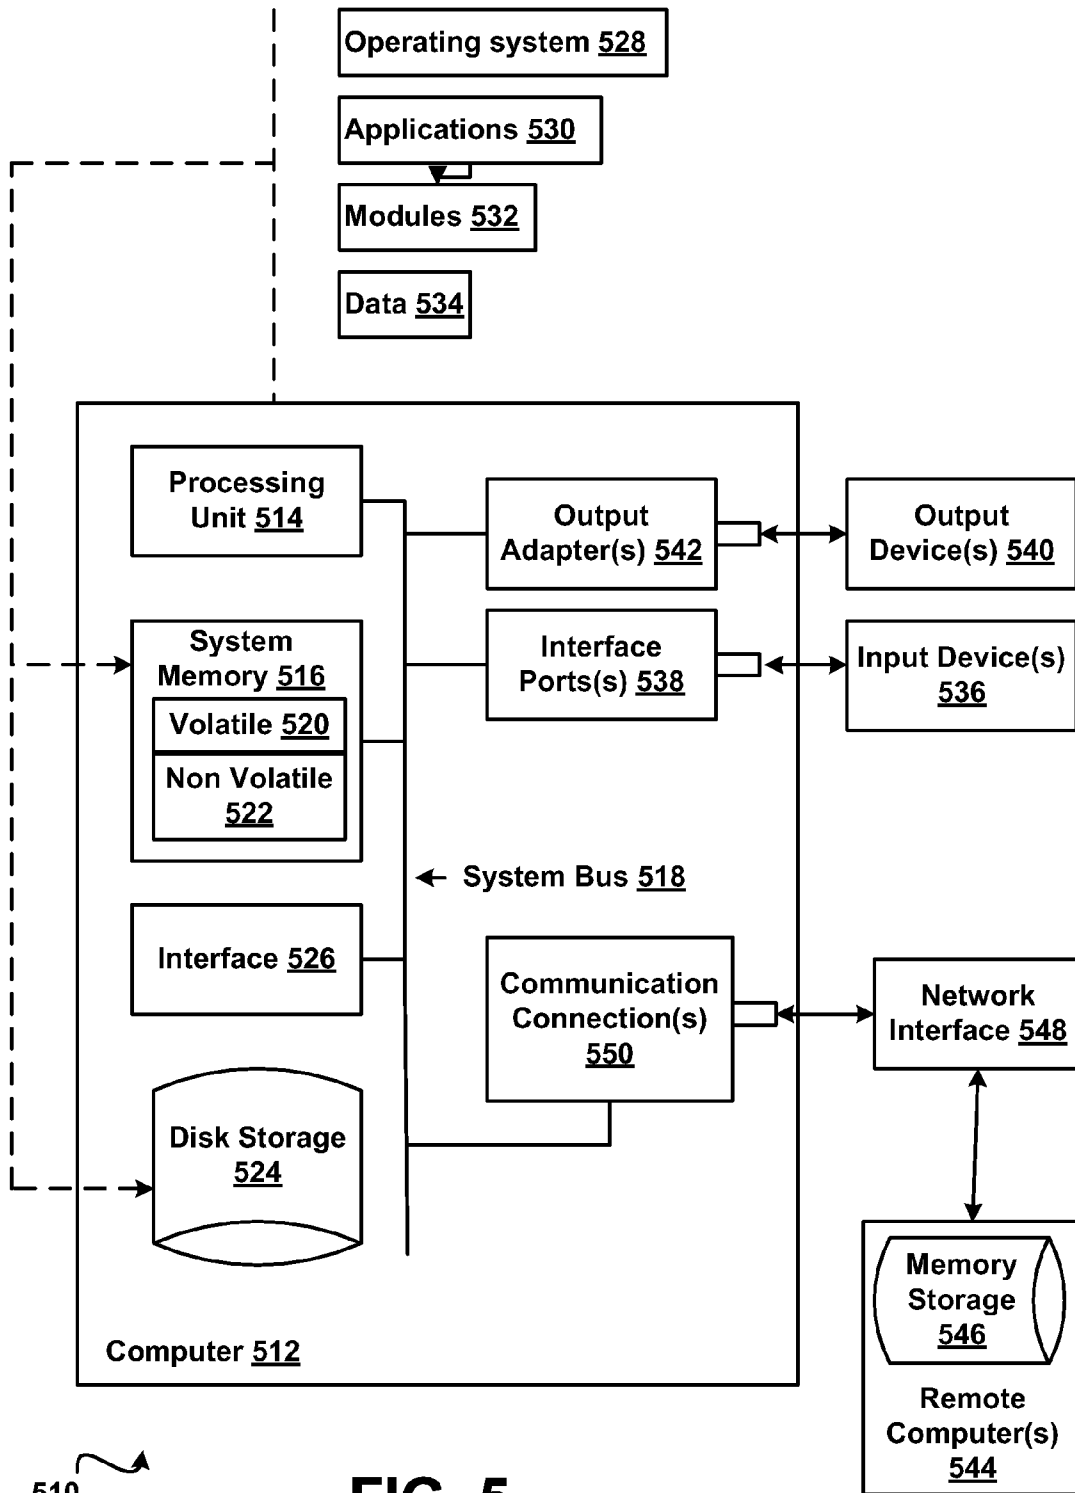 Operating system 528
Applications 530
Modules 532
Data 534
Processing
Unit 514
Output
Adapter(s) 542
Output
Device(s) 540
System
Memory 516
Volatile 520
Non Volatile
522
Interface
Ports(s) 538
Input Device(s)
536
System Bus 518
Interface 526
Communication
Connection(s)
550
Network
Interface 548
Disk Storage
524
Memory
Storage
546
Remote
Computer(s)
544
Computer 512
510
FIG. 5